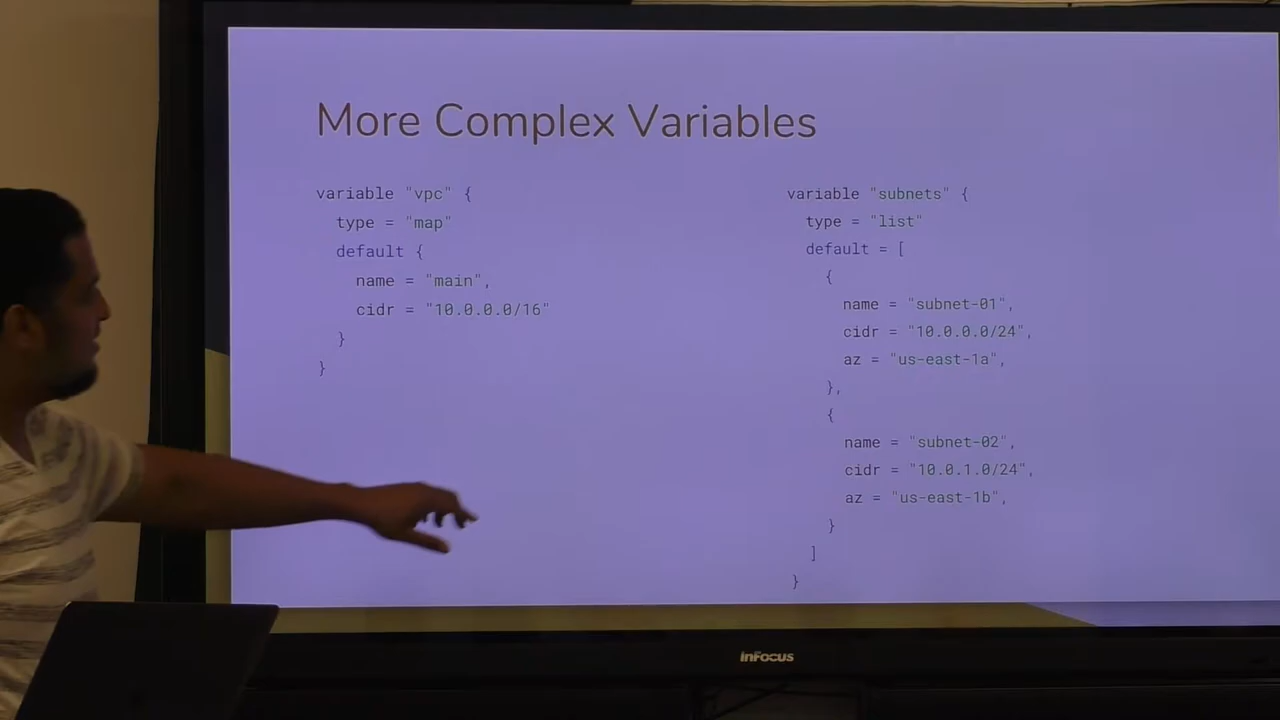 More Complex Variables
variable "vpc" {
type = "map"
default {
name = "main",
cidr = "10.0.0.0/16"
}
}
variable "subnets" {
type = "list"
default = [
{
name = "subnet-01",
cidr = "10.0.0.0/24",
az = "us-east-1a",
},
{
name = "subnet-02",
cidr = "10.0.1.0/24",
az = "us-east-1b",
}
]
}
InFocus